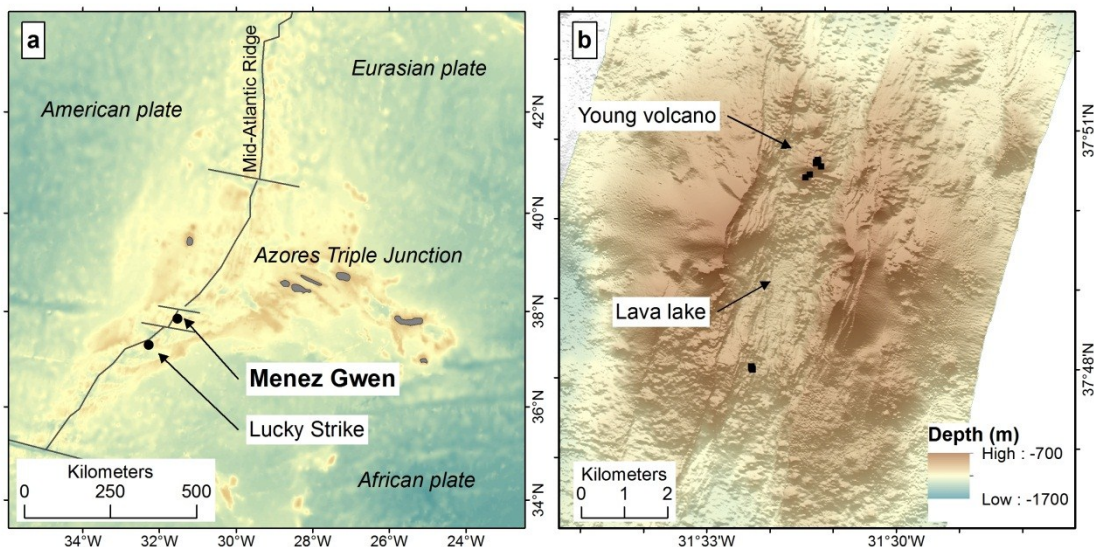 a
Mid-Atlantic Ridge
Eurasian plate
American plate
Azores Triple Junction
Menez Gwen
Lucky Strike
African plate
Kilometers
0 250 500
42°N
40°N
38°N
36°N
34°N
34°W 32°W 30°W 28°W 26°W 24°W
b
Young volcano
Lava lake
Depth (m)
High : -700
Low : -1700
Kilometers
0 1 2
37°51'N
37°48'N
31°33'W 31°30'W